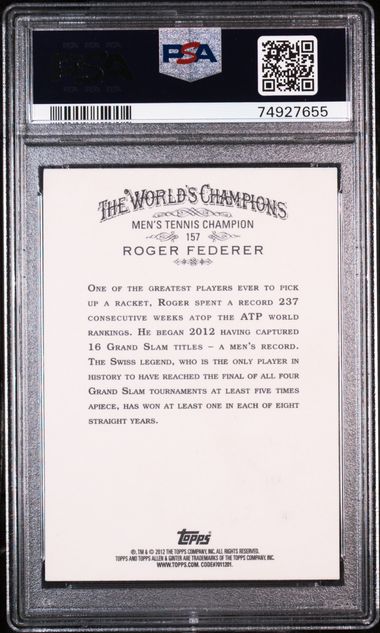 PSA
74927655
THE WORLD'S CHAMPIONS
MEN'S TENNIS CHAMPION
157
ROGER FEDERER
ONE OF THE GREATEST PLAYERS EVER TO PICK
UP A RACKET, ROGER SPENT A RECORD 237
CONSECUTIVE WEEKS ATOP THE ATP WORLD
RANKINGS. HE BEGAN 2012 HAVING CAPTURED
16 GRAND SLAM TITLES – A MEN'S RECORD.
THE SWISS LEGEND, WHO IS THE ONLY PLAYER IN
HISTORY TO HAVE REACHED THE FINAL OF ALL FOUR
GRAND SLAM TOURNAMENTS AT LEAST FIVE TIMES
APIECE, HAS WON AT LEAST ONE IN EACH OF EIGHT
STRAIGHT YEARS.
Topps
®, TM & © 2012 THE TOPPS COMPANY, INC. ALL RIGHTS RESERVED.
TOPPS AND ALLEN & GINTER ARE TRADEMARKS OF THE TOPPS COMPANY, INC.
WWW.TOPPS.COM. CODE#7011201.